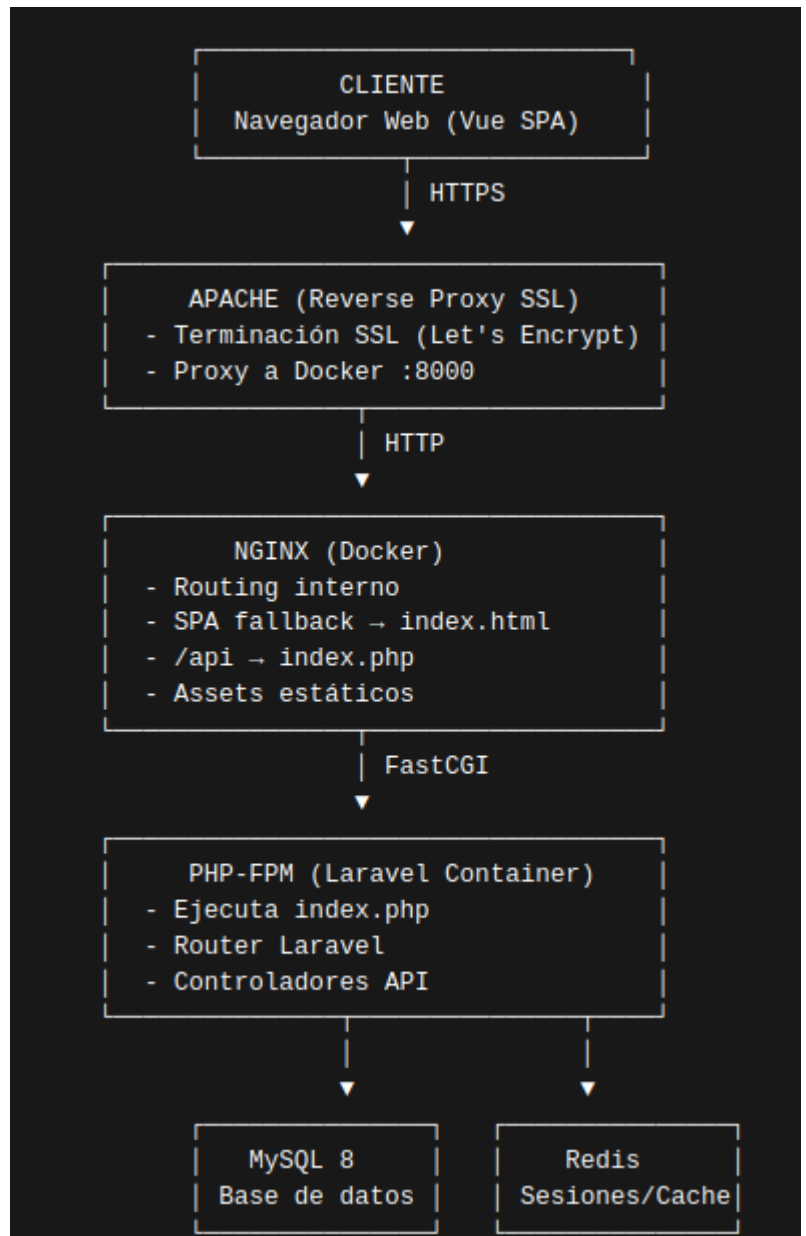 CLIENTE
Navegador Web (Vue SPA)
HTTPS
APACHE (Reverse Proxy SSL)
- Terminación SSL (Let's Encrypt)
- Proxy a Docker :8000
HTTP
NGINX (Docker)
- Routing interno
- SPA fallback → index.html
- /api → index.php
- Assets estáticos
FastCGI
PHP-FPM (Laravel Container)
- Ejecuta index.php
- Router Laravel
- Controladores API
MySQL 8
Base de datos
Redis
Sesiones/Cache